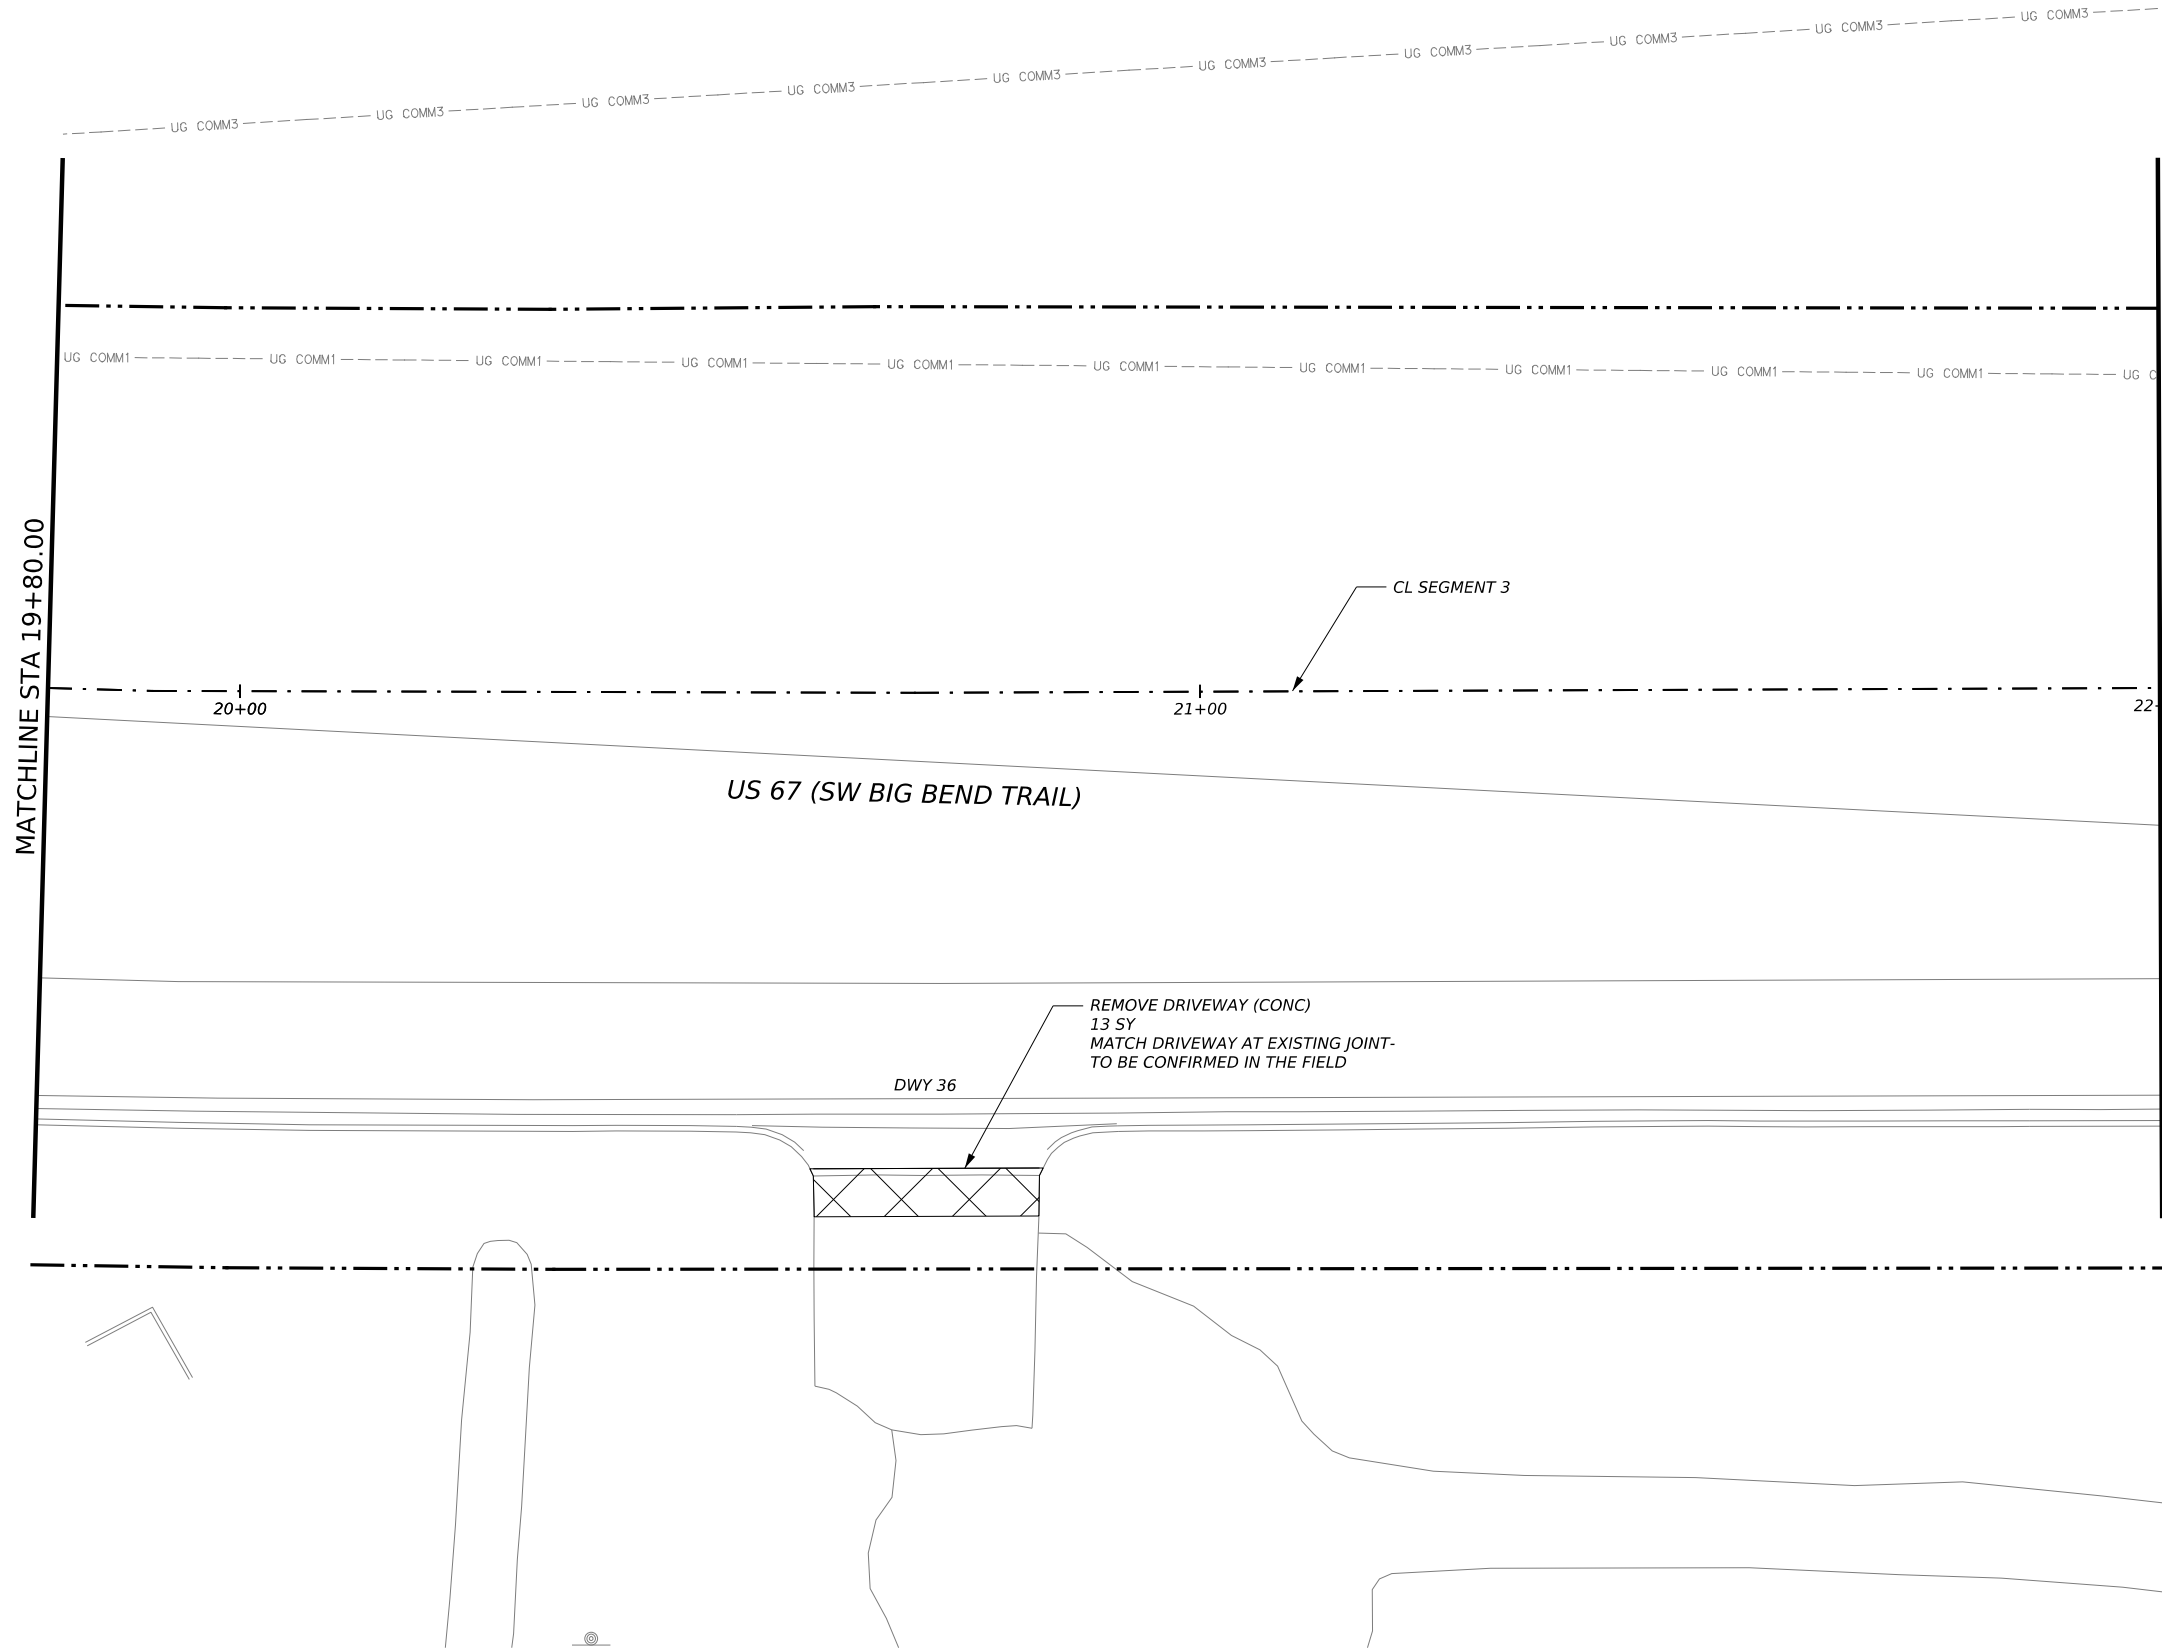 UG COMM3 UG COMM3 UG COMM3 UG COMM3 UG COMM3 UG COMM3 UG COMM3 UG COMM3 UG COMM3 UG COMM3
UG COMM1 UG COMM1 UG COMM1 UG COMM1 UG COMM1 UG COMM1 UG COMM1 UG COMM1 UG COMM1 UG COMM1 UG C
MATCHLINE STA 19+80.00
CL SEGMENT 3
20+00 21+00 22
US 67 (SW BIG BEND TRAIL)
REMOVE DRIVEWAY (CONC)
13 SY
MATCH DRIVEWAY AT EXISTING JOINT-
TO BE CONFIRMED IN THE FIELD
DWY 36